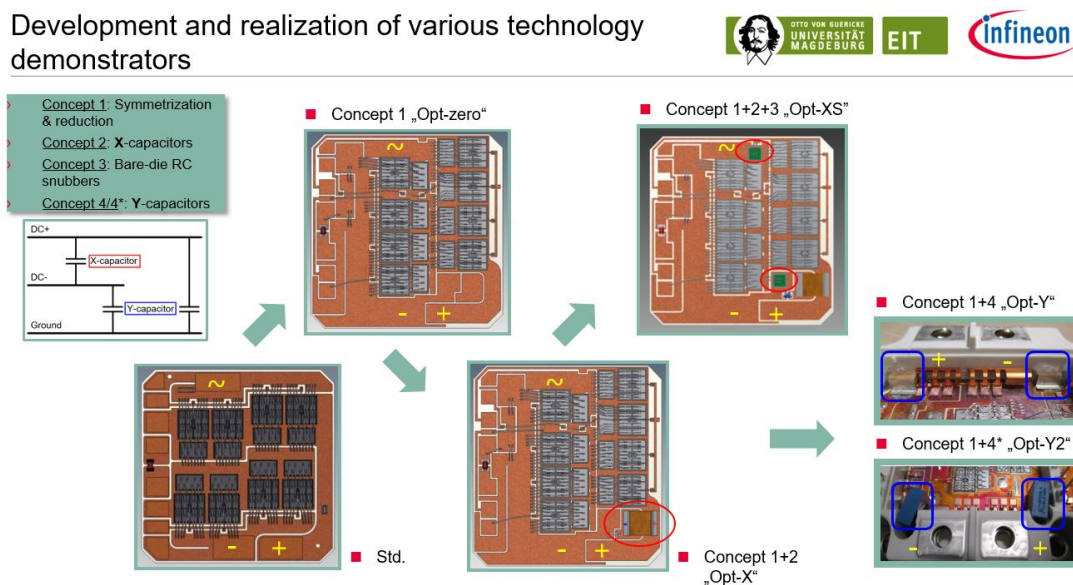 Development and realization of various technology
demonstrators
OTTO VON GUERICKE
UNIVERSITÄT
MAGDEBURG
EIT
infineon
Concept 1: Symmetrization
& reduction
Concept 2: X-capacitors
Concept 3: Bare-die RC
snubbers
Concept 4/4*: Y-capacitors
DC+
X-capacitor
DC-
Y-capacitor
Ground
Concept 1 „Opt-zero“
~
- +
Concept 1+2+3 „Opt-XS”
~
- +
~
- +
Std.
~
- +
Concept 1+2
„Opt-X“
Concept 1+4 „Opt-Y“
+ -
Concept 1+4* „Opt-Y2“
- +